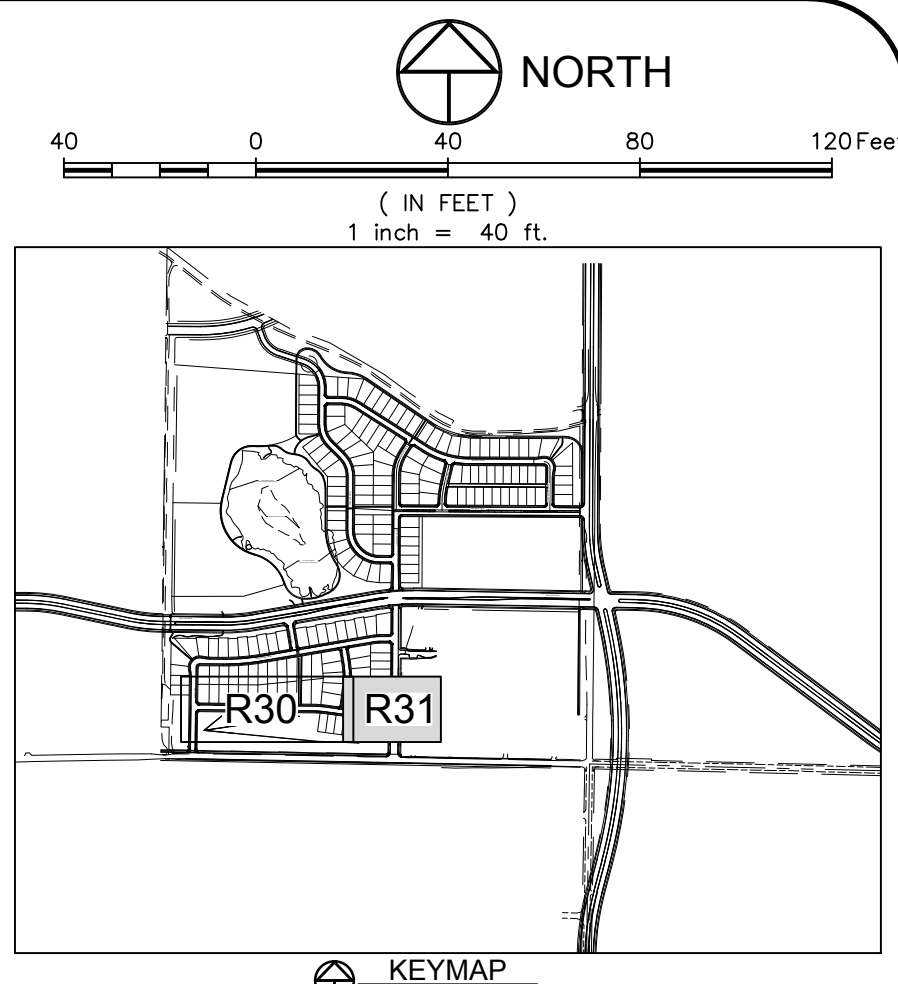 NORTH
40 0 40 80 120 Feet
( IN FEET )
1 inch = 40 ft.
R30 R31
KEYMAP